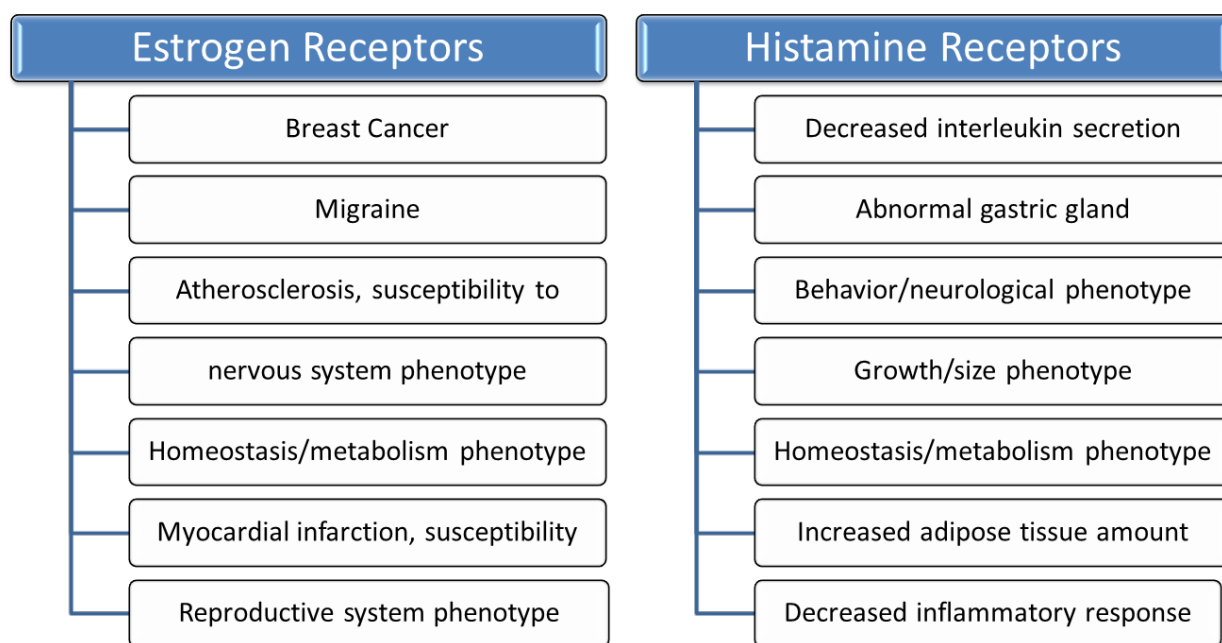 Estrogen Receptors
Breast Cancer
Migraine
Atherosclerosis, susceptibility to
nervous system phenotype
Homeostasis/metabolism phenotype
Myocardial infarction, susceptibility
Reproductive system phenotype
Histamine Receptors
Decreased interleukin secretion
Abnormal gastric gland
Behavior/neurological phenotype
Growth/size phenotype
Homeostasis/metabolism phenotype
Increased adipose tissue amount
Decreased inflammatory response